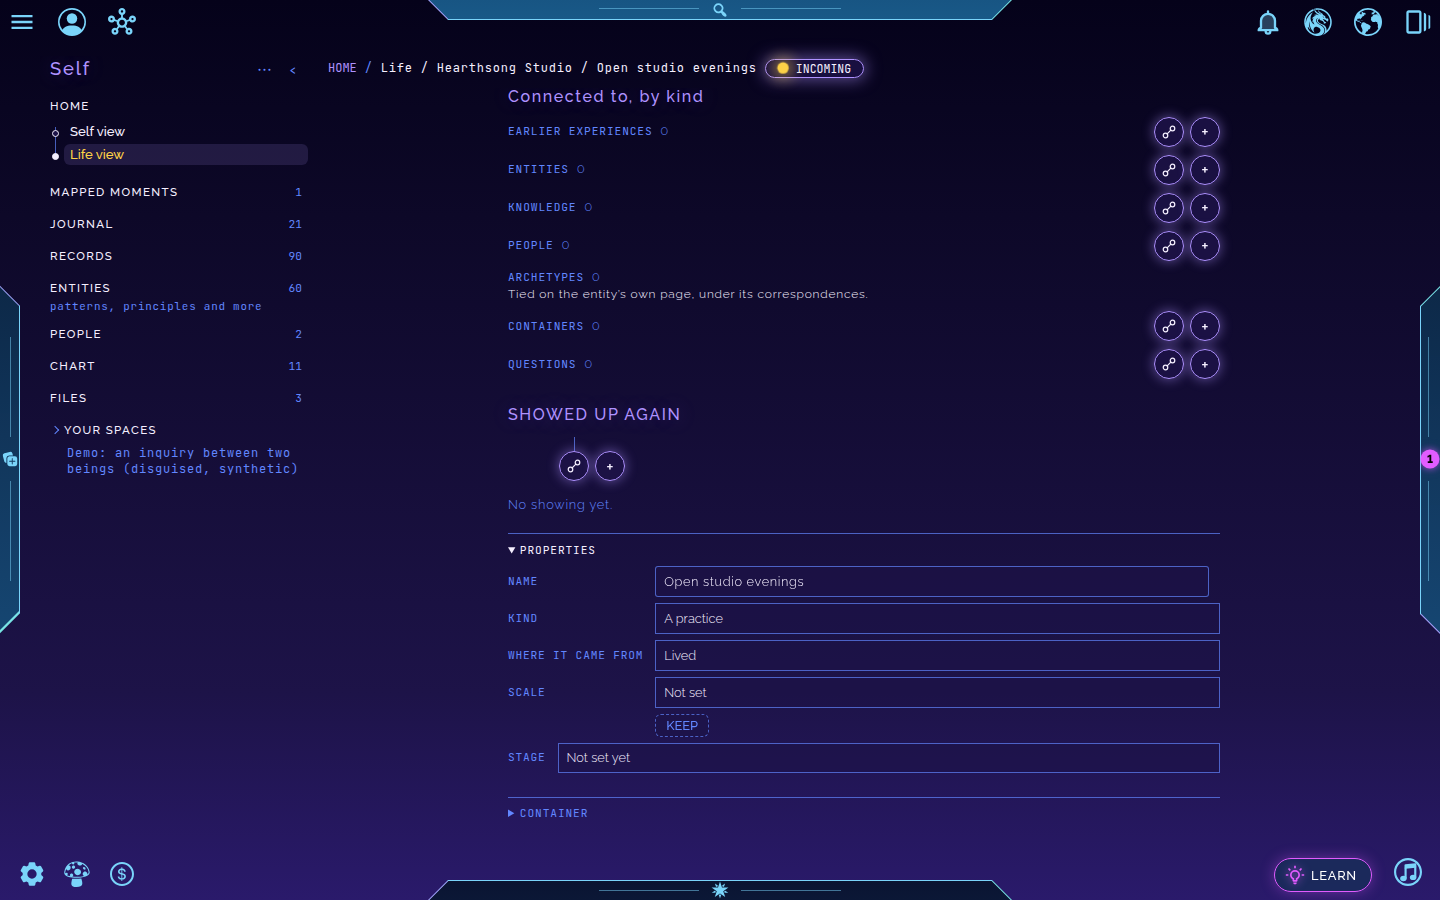 Self
HOME
Self view
Life view
MAPPED MOMENTS 1
JOURNAL 21
RECORDS 90
ENTITIES 60
patterns, principles and more
PEOPLE 2
CHART 11
FILES 3
YOUR SPACES
Demo: an inquiry between two
beings (disguised, synthetic)
HOME / Life / Hearthsong Studio / Open studio evenings INCOMING
Connected to, by kind
EARLIER EXPERIENCES 0
ENTITIES 0
KNOWLEDGE 0
PEOPLE 0
ARCHETYPES 0
Tied on the entity's own page, under its correspondences.
CONTAINERS 0
QUESTIONS 0
SHOWED UP AGAIN
No showing yet.
PROPERTIES
NAME Open studio evenings
KIND A practice
WHERE IT CAME FROM Lived
SCALE Not set
KEEP
STAGE Not set yet
CONTAINER
1
LEARN